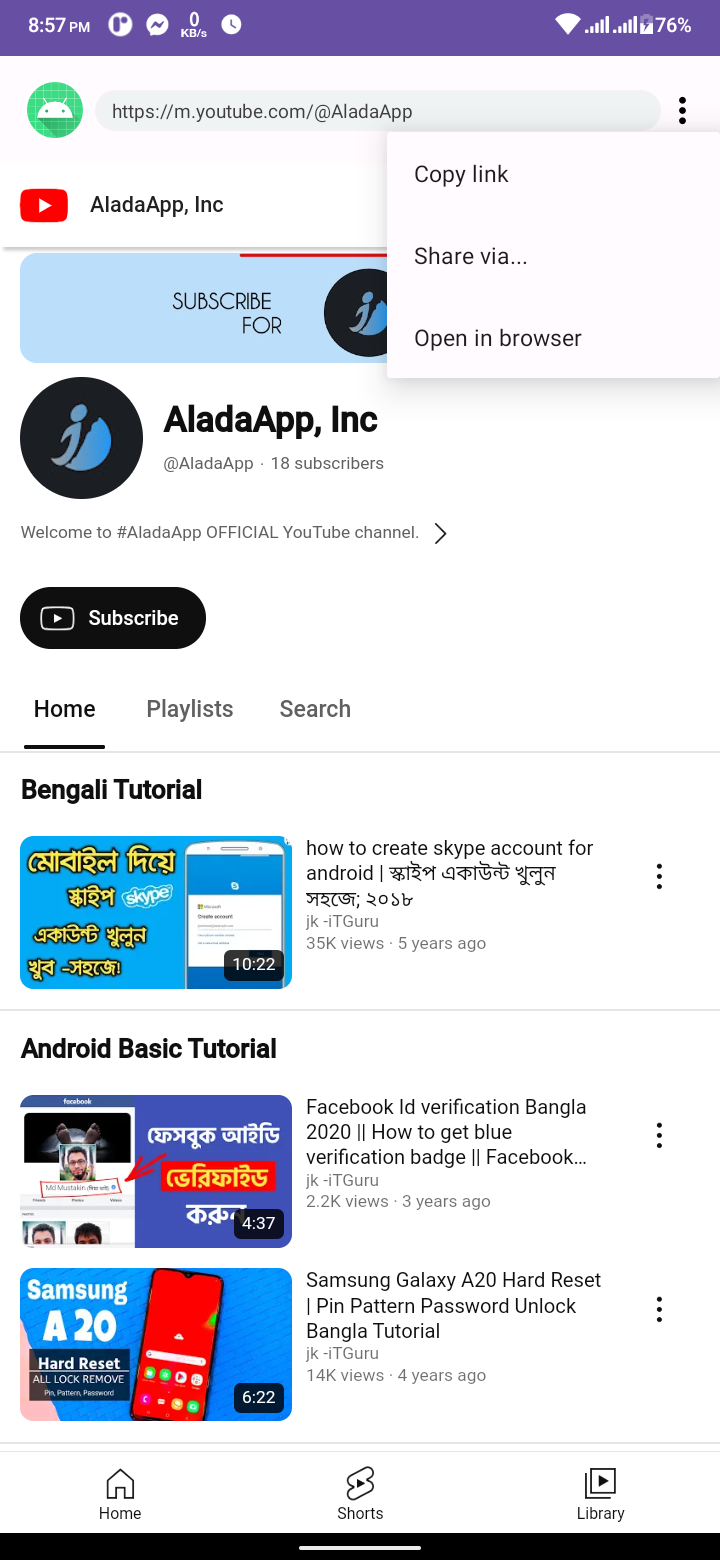 8:57 PM
0
KB/s
76%
https://m.youtube.com/@AladaApp
Copy link
Share via...
Open in browser
AladaApp, Inc
SUBSCRIBE
FOR
AladaApp, Inc
@AladaApp · 18 subscribers
Welcome to #AladaApp OFFICIAL YouTube channel.
Subscribe
Home
Playlists
Search
Bengali Tutorial
মোবাইল দিয়ে
স্কাইপ skype
একাউন্ট খুলুন
খুব -সহজে!
Microsoft
Create account
10:22
how to create skype account for
android | স্কাইপ একাউন্ট খুলুন
সহজে; ২০১৮
jk -iTGuru
35K views · 5 years ago
Android Basic Tutorial
facebook
Md Mustakin
ফেসবুক আইডি
ভেরিফাইড
করুন
4:37
Facebook Id verification Bangla
2020 || How to get blue
verification badge || Facebook...
jk -iTGuru
2.2K views · 3 years ago
Samsung
A 20
Hard Reset
ALL LOCK REMOVE
Pin, Pattern, Password
6:22
Samsung Galaxy A20 Hard Reset
| Pin Pattern Password Unlock
Bangla Tutorial
jk -iTGuru
14K views · 4 years ago
Home
Shorts
Library